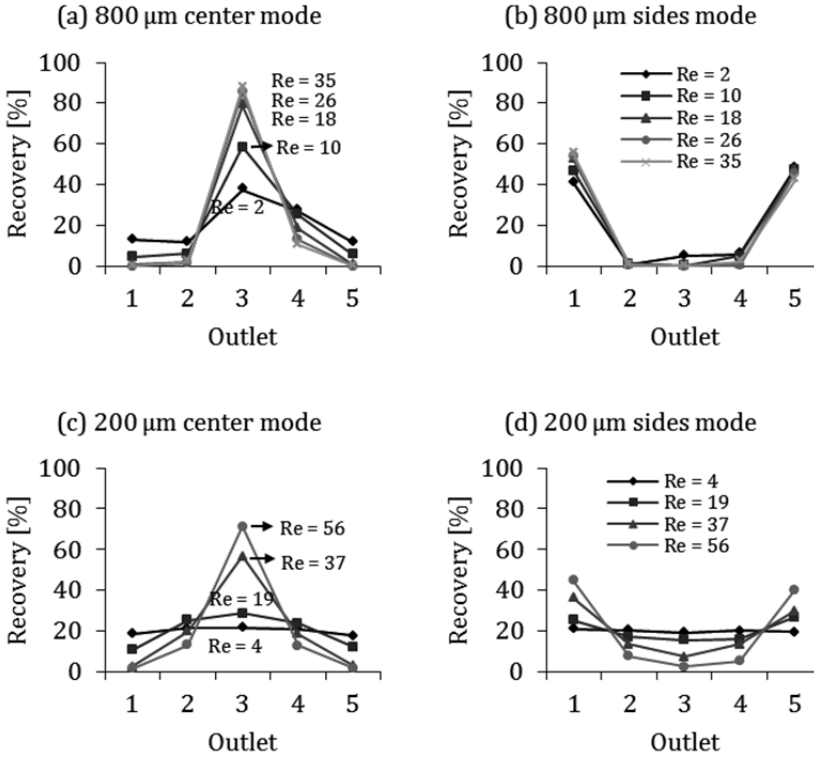 (a) 800 μm center mode
100
80
60
40
20
0
Recovery [%]
1 2 3 4 5
Outlet
Re = 35
Re = 26
Re = 18
Re = 10
Re = 2
(b) 800 μm sides mode
100
80
60
40
20
0
Recovery [%]
1 2 3 4 5
Outlet
Re = 2
Re = 10
Re = 18
Re = 26
Re = 35
(c) 200 μm center mode
100
80
60
40
20
0
Recovery [%]
1 2 3 4 5
Outlet
Re = 56
Re = 37
Re = 19
Re = 4
(d) 200 μm sides mode
100
80
60
40
20
0
Recovery [%]
1 2 3 4 5
Outlet
Re = 4
Re = 19
Re = 37
Re = 56